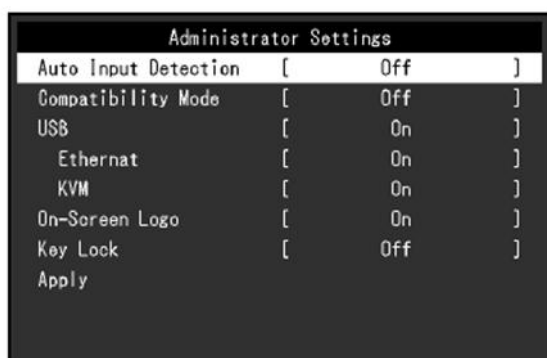 Administrator Settings
Auto Input Detection [ Off ]
Compatibility Mode [ Off ]
USB [ On ]
Ethernat [ On ]
KVM [ On ]
On-Screen Logo [ On ]
Key Lock [ Off ]
Apply